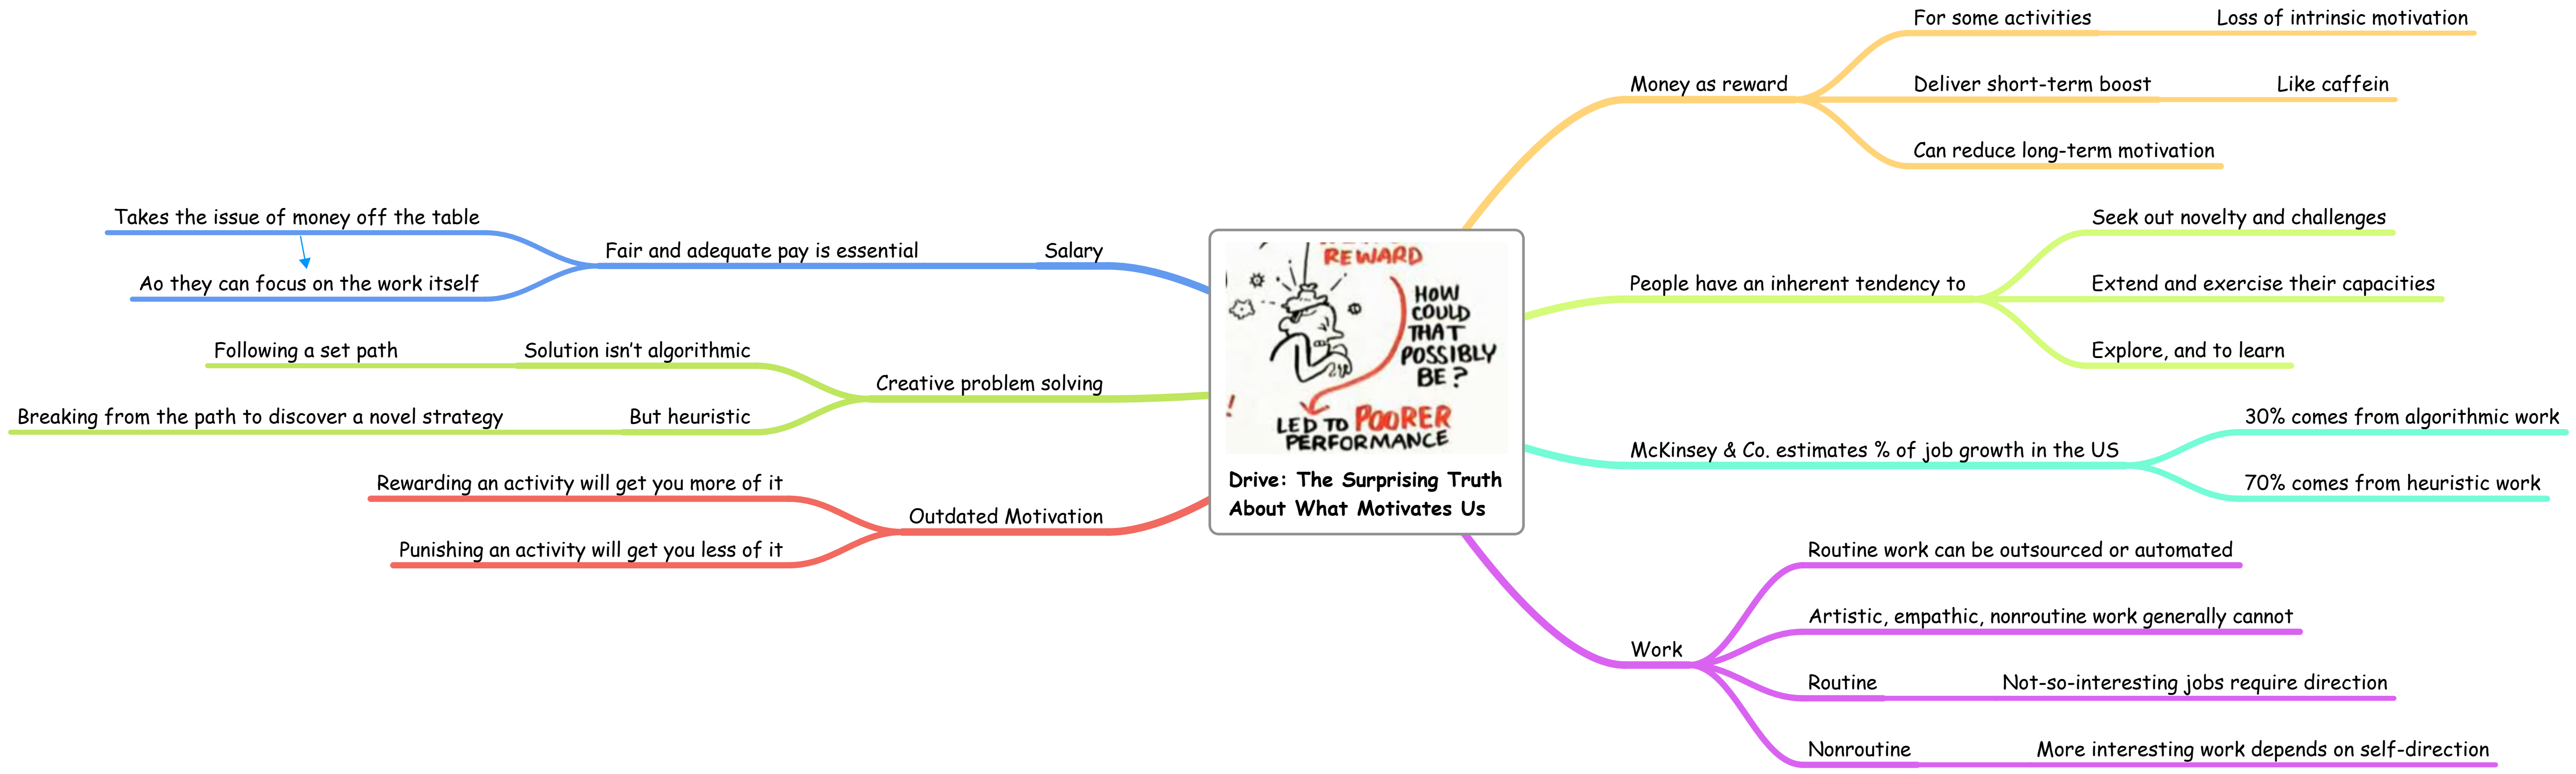 For some activities
Loss of intrinsic motivation
Money as reward
Deliver short-term boost
Like caffein
Can reduce long-term motivation
Seek out novelty and challenges
People have an inherent tendency to
Extend and exercise their capacities
Explore, and to learn
McKinsey & Co. estimates % of job growth in the US
30% comes from algorithmic work
70% comes from heuristic work
Routine work can be outsourced or automated
Artistic, empathic, nonroutine work generally cannot
Work
Routine
Not-so-interesting jobs require direction
Nonroutine
More interesting work depends on self-direction
Takes the issue of money off the table
Fair and adequate pay is essential
Salary
Ao they can focus on the work itself
Following a set path
Solution isn't algorithmic
Creative problem solving
Breaking from the path to discover a novel strategy
But heuristic
Rewarding an activity will get you more of it
Outdated Motivation
Punishing an activity will get you less of it
REWARD
HOW
COULD
THAT
POSSIBLY
BE?
!
LED TO POORER
PERFORMANCE
Drive: The Surprising Truth
About What Motivates Us